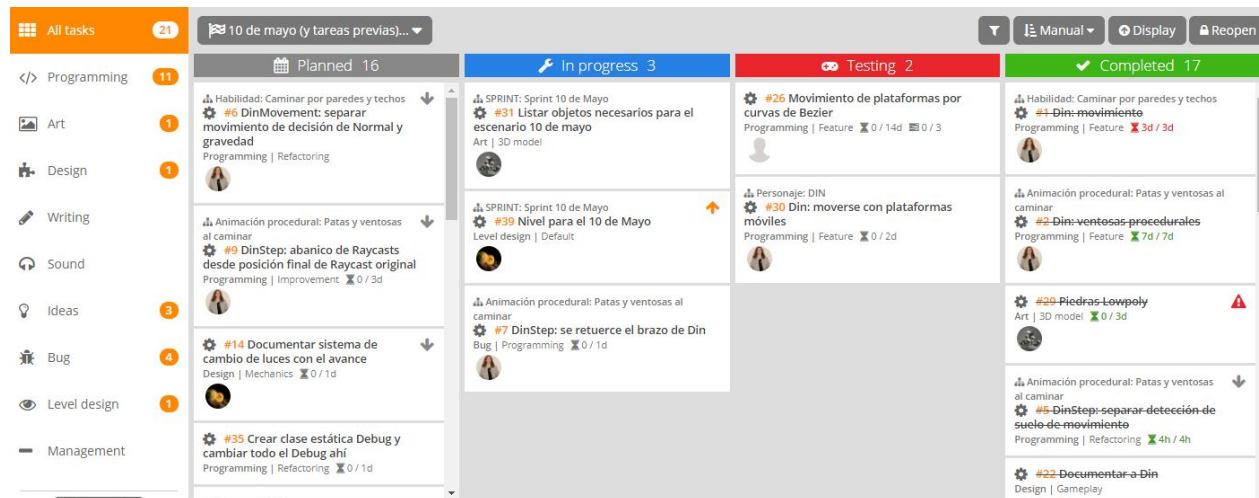 All tasks 21
Programming 11
Art 1
Design 1
Writing
Sound
Ideas 3
Bug 4
Level design 1
Management
10 de mayo (y tareas previas)...
Manual
Display
Reopen
Planned 16
Habilidad: Caminar por paredes y techos
#6 DinMovement: separar
movimiento de decisión de Normal y
gravedad
Programming | Refactoring
Animación procedural: Patas y ventosas
al caminar
#9 DinStep: abanico de Raycasts
desde posición final de Raycast original
Programming | Improvement 0 / 3d
#14 Documentar sistema de
cambio de luces con el avance
Design | Mechanics 0 / 1d
#35 Crear clase estática Debug y
cambiar todo el Debug ahí
Programming | Refactoring 0 / 1d
In progress 3
SPRINT: Sprint 10 de Mayo
#31 Listar objetos necesarios para el
escenario 10 de mayo
Art | 3D model
SPRINT: Sprint 10 de Mayo
#39 Nivel para el 10 de Mayo
Level design | Default
Animación procedural: Patas y ventosas al
caminar
#7 DinStep: se retuerce el brazo de Din
Bug | Programming 0 / 1d
Testing 2
#26 Movimiento de plataformas por
curvas de Bezier
Programming | Feature 0 / 14d 0 / 3
Personaje: DIN
#30 Din: moverse con plataformas
móviles
Programming | Feature 0 / 2d
Completed 17
Habilidad: Caminar por paredes y techos
#1 Din: movimiento
Programming | Feature 3d / 3d
Animación procedural: Patas y ventosas al
caminar
#2 Din: ventosas procedurales
Programming | Feature 7d / 7d
#29 Piedras Lowpoly
Art | 3D model 0 / 3d
Animación procedural: Patas y ventosas
al caminar
#5 DinStep: separar detección de
suelo de movimiento
Programming | Refactoring 4h / 4h
#22 Documentar a Din
Design | Gameplay